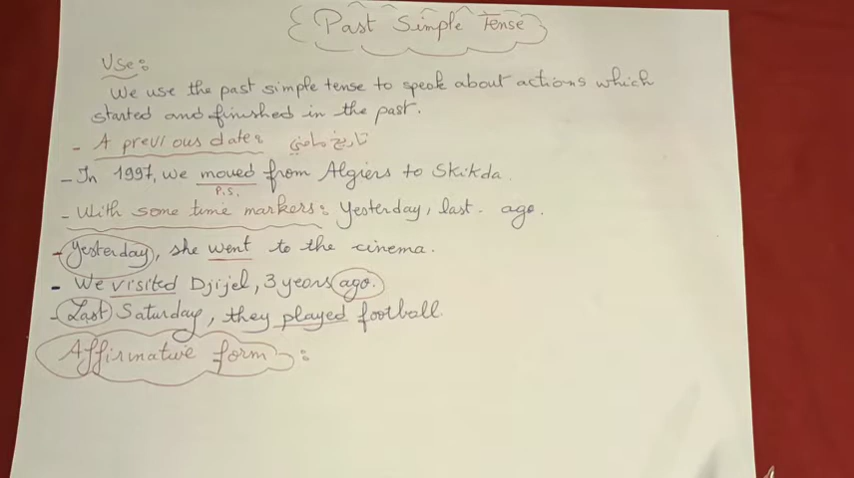 Past Simple Tense
Use:
We use the past simple tense to speak about actions which
started and finished in the past.
- A previous date: تاريخ ماضي
- In 1997, we moved from Algiers to Skikda.
P.S.
- With some time markers: Yesterday, last - ago.
- Yesterday, she went to the cinema.
- We visited Djijel, 3 years ago.
- Last Saturday, they played football.
Affirmative form :